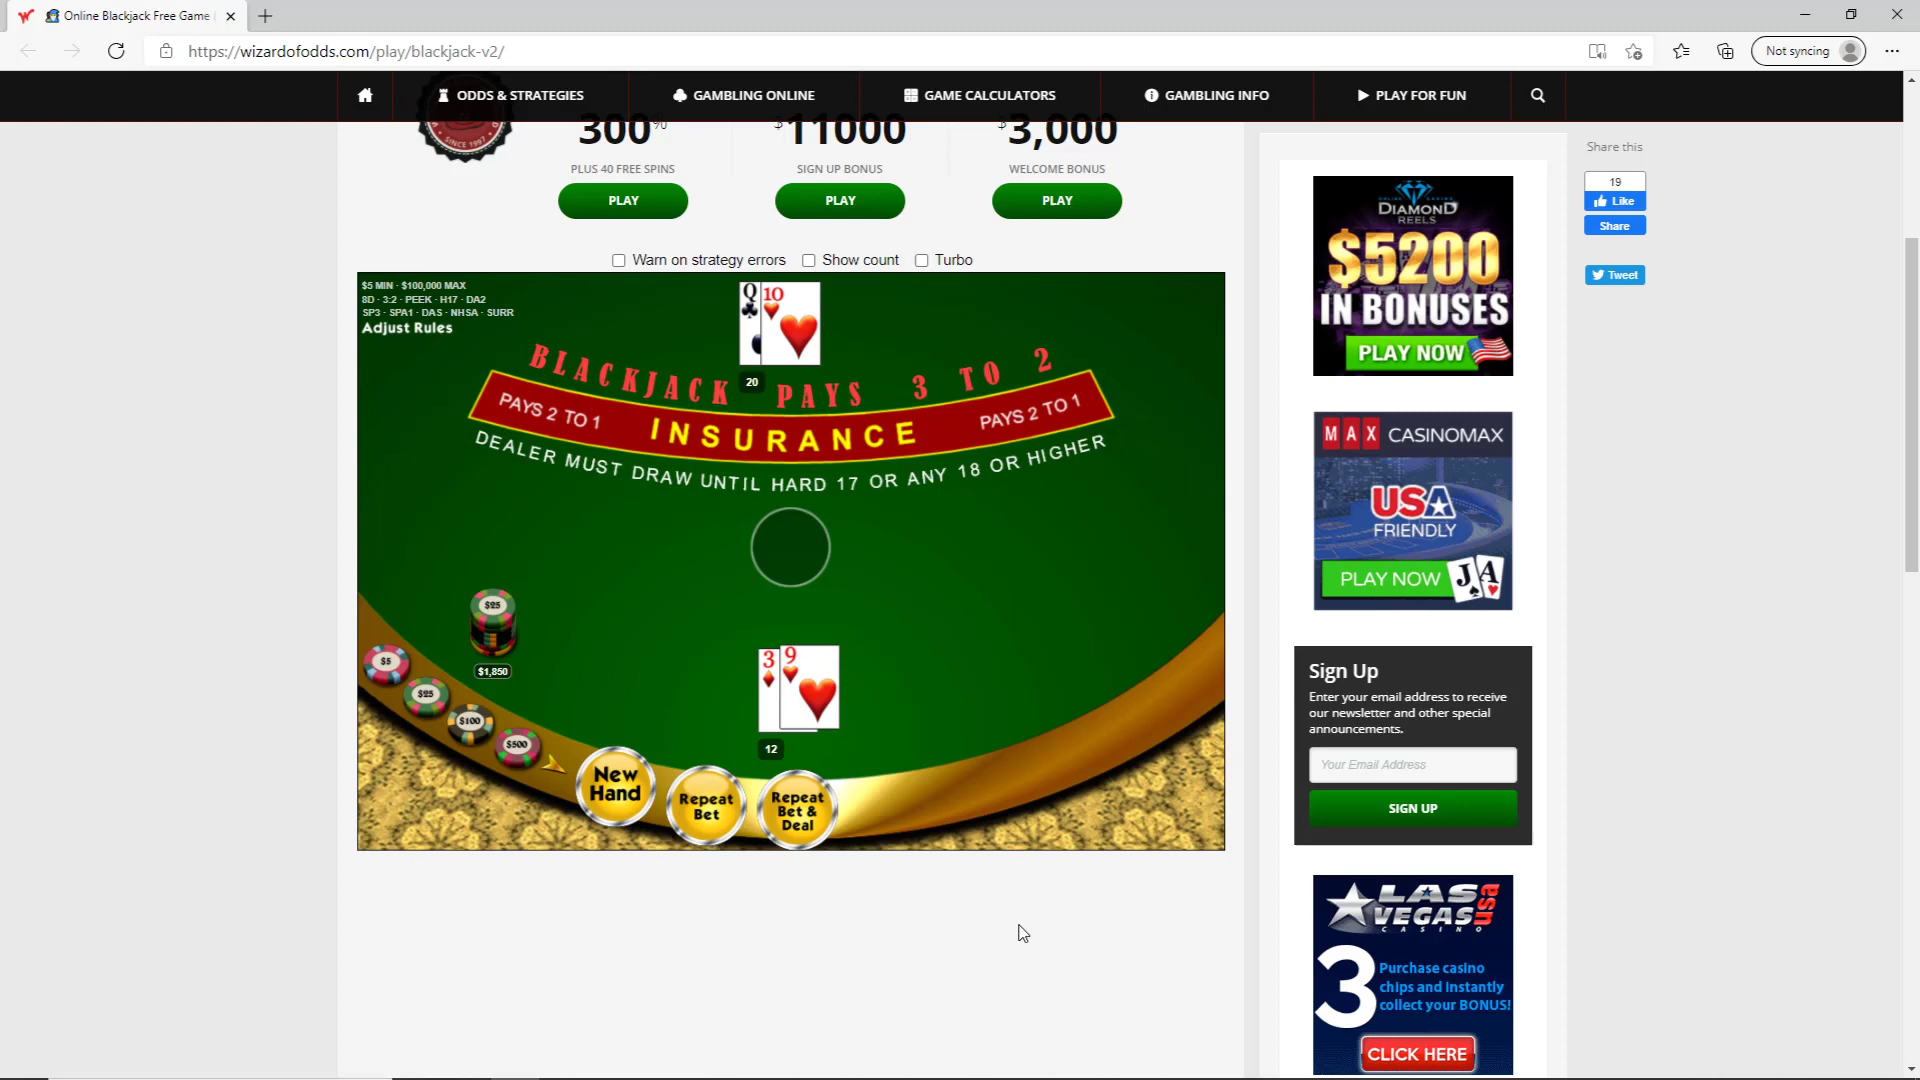 Online Blackjack Free Game
https://wizardofodds.com/play/blackjack-v2/
Not syncing
ODDS & STRATEGIES
GAMBLING ONLINE
GAME CALCULATORS
GAMBLING INFO
PLAY FOR FUN
SINCE 1997
300%
PLUS 40 FREE SPINS
PLAY
$11000
SIGN UP BONUS
PLAY
$3,000
WELCOME BONUS
PLAY
Warn on strategy errors
Show count
Turbo
$5 MIN · $100,000 MAX
8D · 3:2 · PEEK · H17 · DA2
SP3 · SPA1 · DAS · NHSA · SURR
Adjust Rules
Q
10
20
BLACKJACK PAYS 3 TO 2
PAYS 2 TO 1
INSURANCE
PAYS 2 TO 1
DEALER MUST DRAW UNTIL HARD 17 OR ANY 18 OR HIGHER
$25
$1,850
$5
$25
$100
$500
3
9
12
New
Hand
Repeat
Bet
Repeat
Bet &
Deal
Share this
19
Like
Share
Tweet
ONLINE CASINO
DIAMOND
REELS
$5200
IN BONUSES
PLAY NOW
MAX CASINOMAX
USA
FRIENDLY
PLAY NOW
J
A
Sign Up
Enter your email address to receive
our newsletter and other special
announcements.
Your Email Address
SIGN UP
LAS
VEGAS usa
CASINO
3
Purchase casino
chips and instantly
collect your BONUS!
CLICK HERE